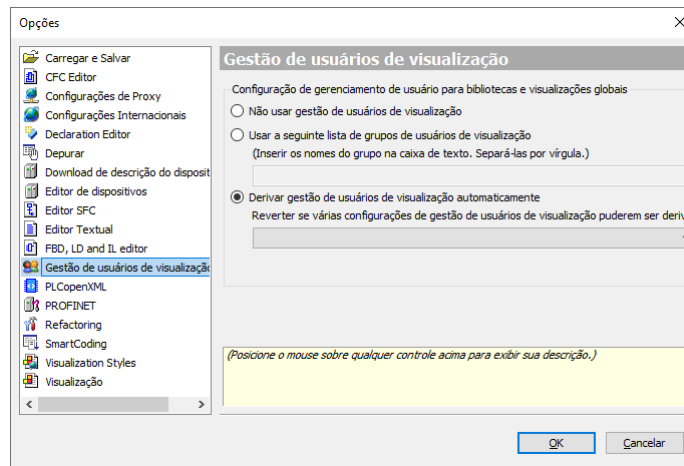 Opções
Carregar e Salvar
CFC Editor
Configurações de Proxy
Configurações Internacionais
Declaration Editor
Depurar
Download de descrição do disposit
Editor de dispositivos
Editor SFC
Editor Textual
FBD, LD and IL editor
Gestão de usuários de visualização
PLCopenXML
PROFINET
Refactoring
SmartCoding
Visualization Styles
Visualização
Gestão de usuários de visualização
Configuração de gerenciamento de usuário para bibliotecas e visualizações globais
Não usar gestão de usuários de visualização
Usar a seguinte lista de grupos de usuários de visualização
(Inserir os nomes do grupo na caixa de texto. Separá-las por vírgula.)
Derivar gestão de usuários de visualização automaticamente
Reverter se várias configurações de gestão de usuários de visualização puderem ser deriv
(Posicione o mouse sobre qualquer controle acima para exibir sua descrição.)
OK
Cancelar